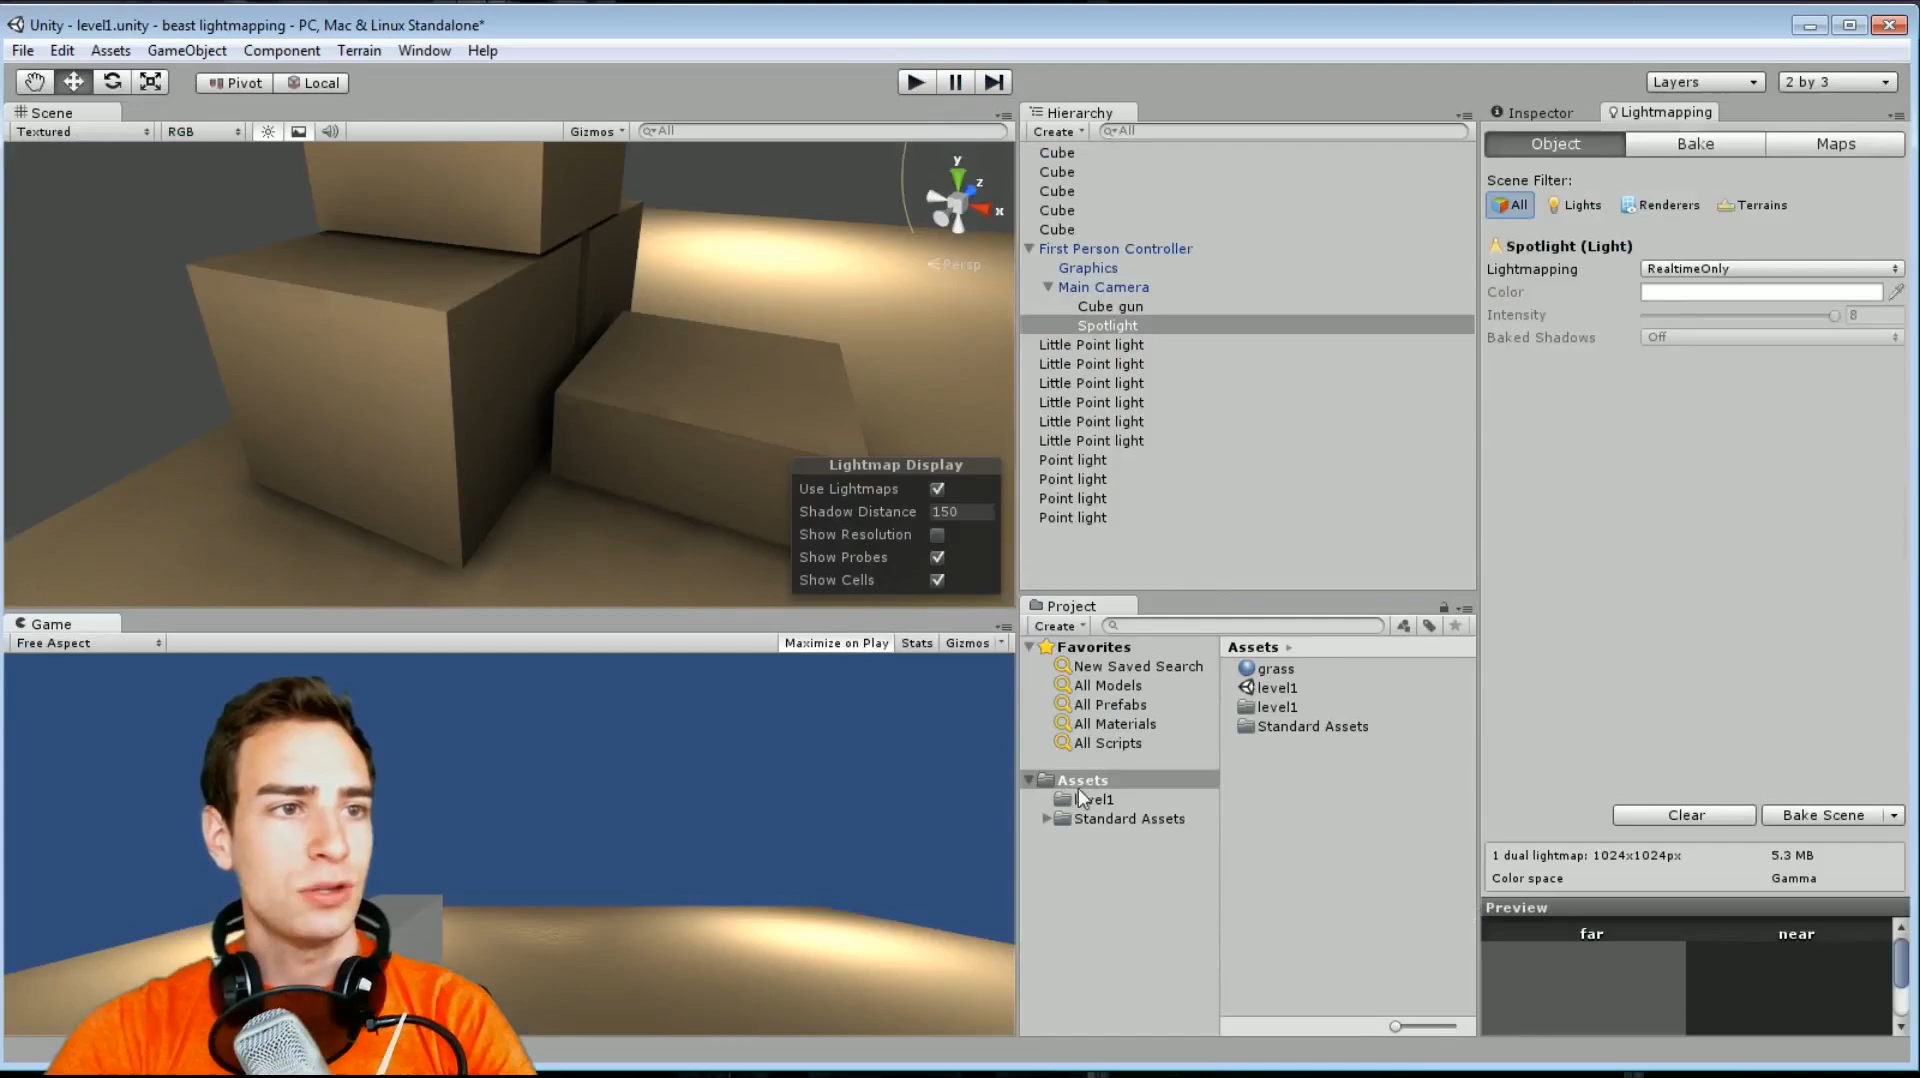 Unity - level1.unity - beast lightmapping - PC, Mac & Linux Standalone*
File Edit Assets GameObject Component Terrain Window Help
Pivot Local Layers 2 by 3
Scene
Textured RGB Gizmos All
y
z
x
Persp
Lightmap Display
Use Lightmaps
Shadow Distance 150
Show Resolution
Show Probes
Show Cells
Game
Free Aspect Maximize on Play Stats Gizmos
Hierarchy
Create All
Cube
Cube
Cube
Cube
Cube
First Person Controller
Graphics
Main Camera
Cube gun
Spotlight
Little Point light
Little Point light
Little Point light
Little Point light
Little Point light
Little Point light
Point light
Point light
Point light
Point light
Project
Create
Favorites
New Saved Search
All Models
All Prefabs
All Materials
All Scripts
Assets
level1
Standard Assets
Assets
grass
level1
level1
Standard Assets
Inspector Lightmapping
Object Bake Maps
Scene Filter:
All Lights Renderers Terrains
Spotlight (Light)
Lightmapping RealtimeOnly
Color
Intensity 8
Baked Shadows Off
Clear Bake Scene
1 dual lightmap: 1024x1024px 5.3 MB
Color space Gamma
Preview
far near